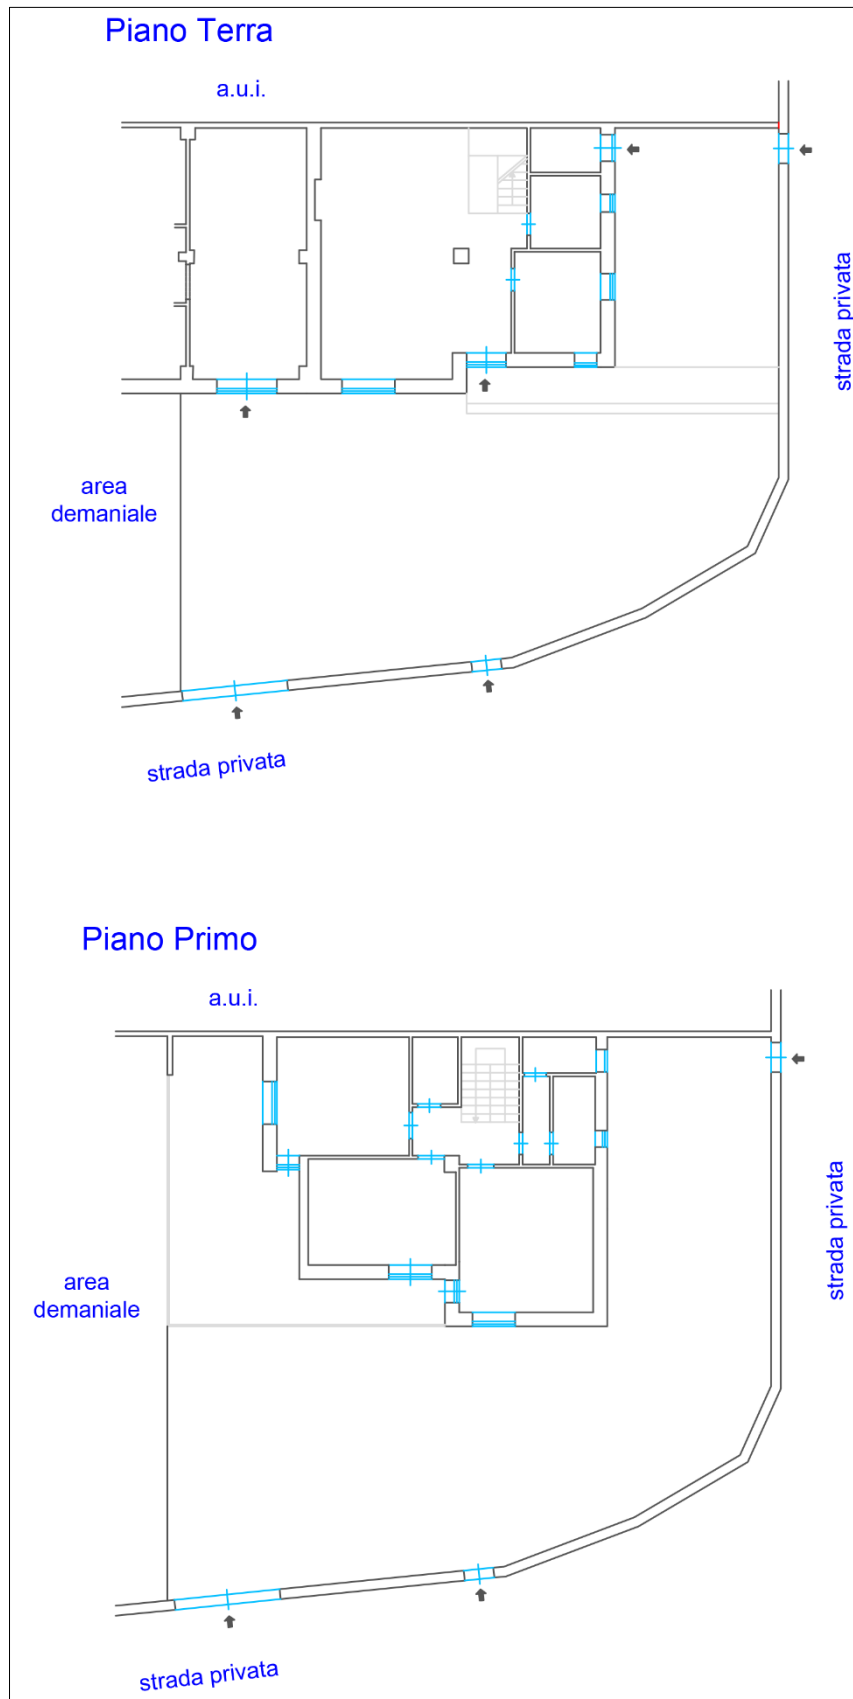 Piano Terra
a.u.i.
strada privata
area
demaniale
strada privata
Piano Primo
a.u.i.
strada privata
area
demaniale
strada privata